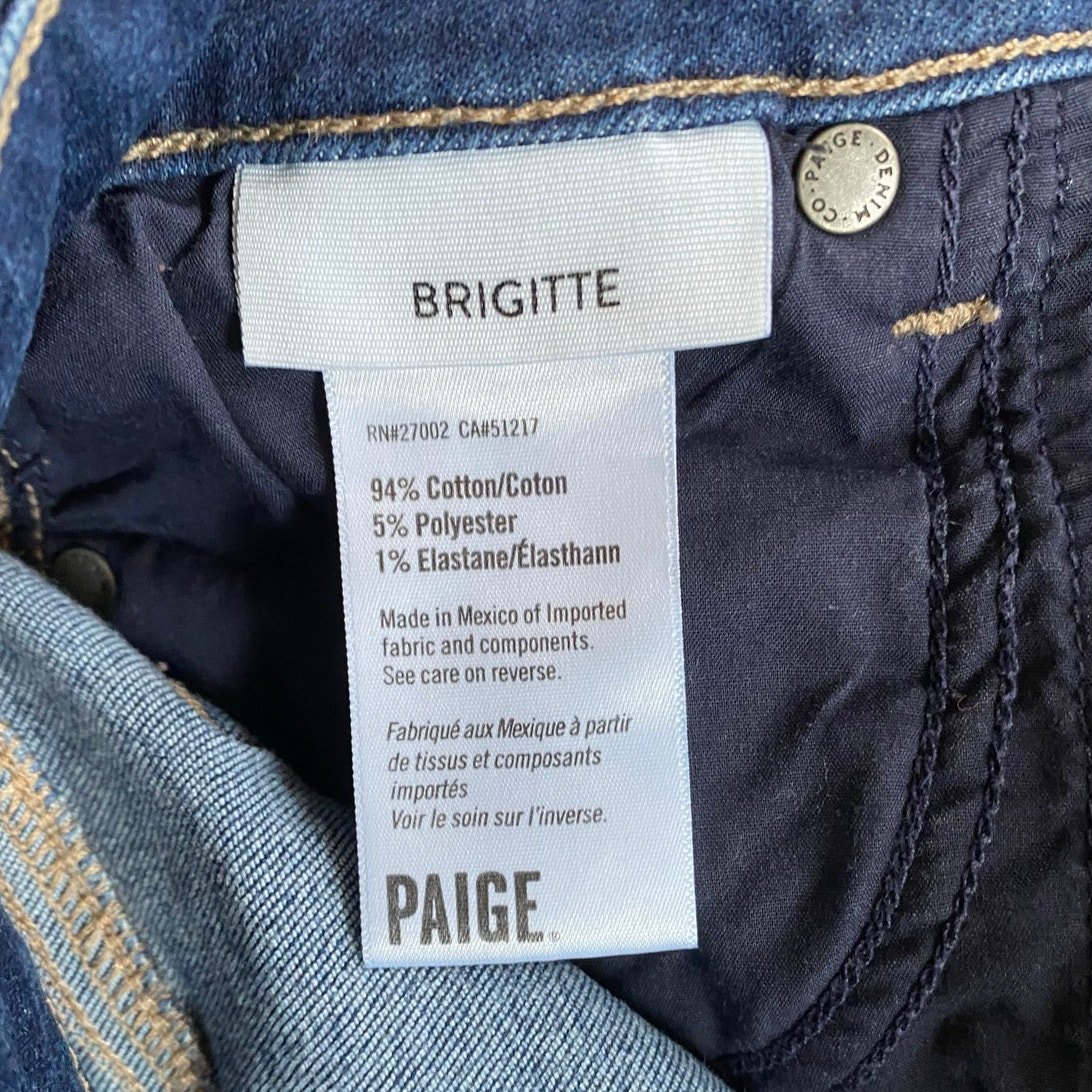 PAIGE · DENIM · CO ·
BRIGITTE
RN#27002 CA#51217
94% Cotton/Coton
5% Polyester
1% Elastane/Élasthann
Made in Mexico of Imported
fabric and components.
See care on reverse.
Fabriqué aux Mexique à partir
de tissus et composants
importés
Voir le soin sur l'inverse.
PAIGE®